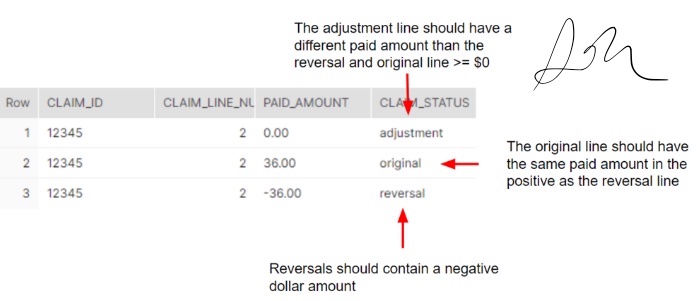 The adjustment line should have a
different paid amount than the
reversal and original line >= $0
Row CLAIM_ID CLAIM_LINE_NU PAID_AMOUNT
1 12345 2 0.00 adjustment
2 12345 2 36.00 original
3 12345 2 -36.00 reversal
The original line should have
the same paid amount in the
positive as the reversal line
Reversals should contain a negative
dollar amount